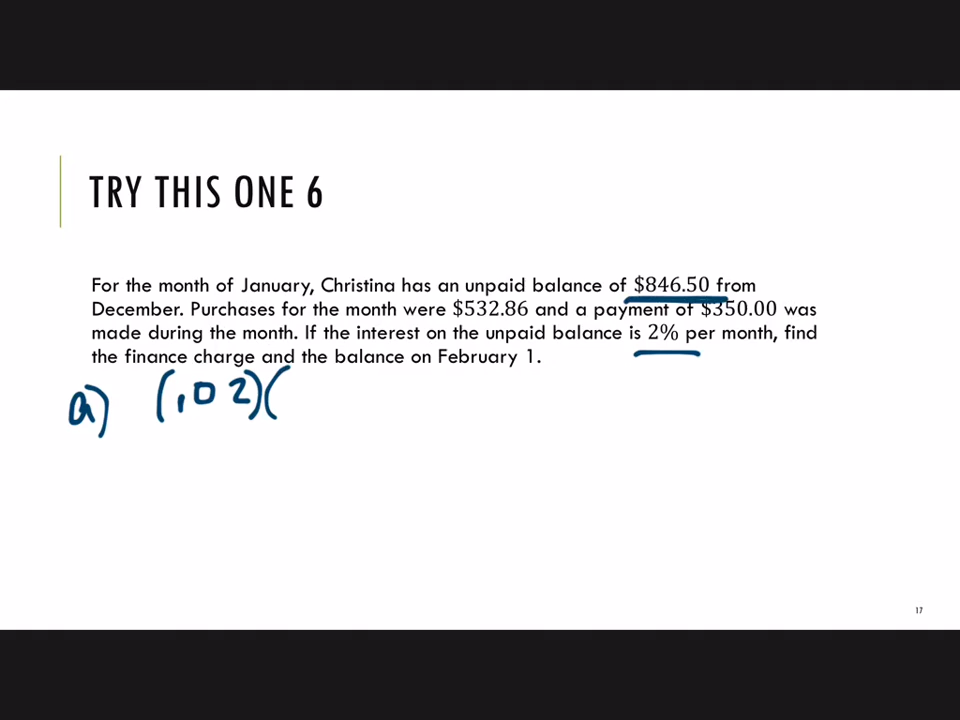 TRY THIS ONE 6
For the month of January, Christina has an unpaid balance of $846.50 from
December. Purchases for the month were $532.86 and a payment of $350.00 was
made during the month. If the interest on the unpaid balance is 2% per month, find
the finance charge and the balance on February 1.
a) (.02)(
17